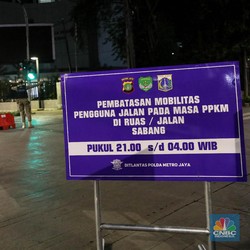 PEMBATASAN MOBILITAS
PENGGUNA JALAN PADA MASA PPKM
DI RUAS / JALAN
SABANG
PUKUL 21.00 s/d 04.00 WIB
DITLANTAS POLDA METRO JAYA
CNBC
INDONESIA